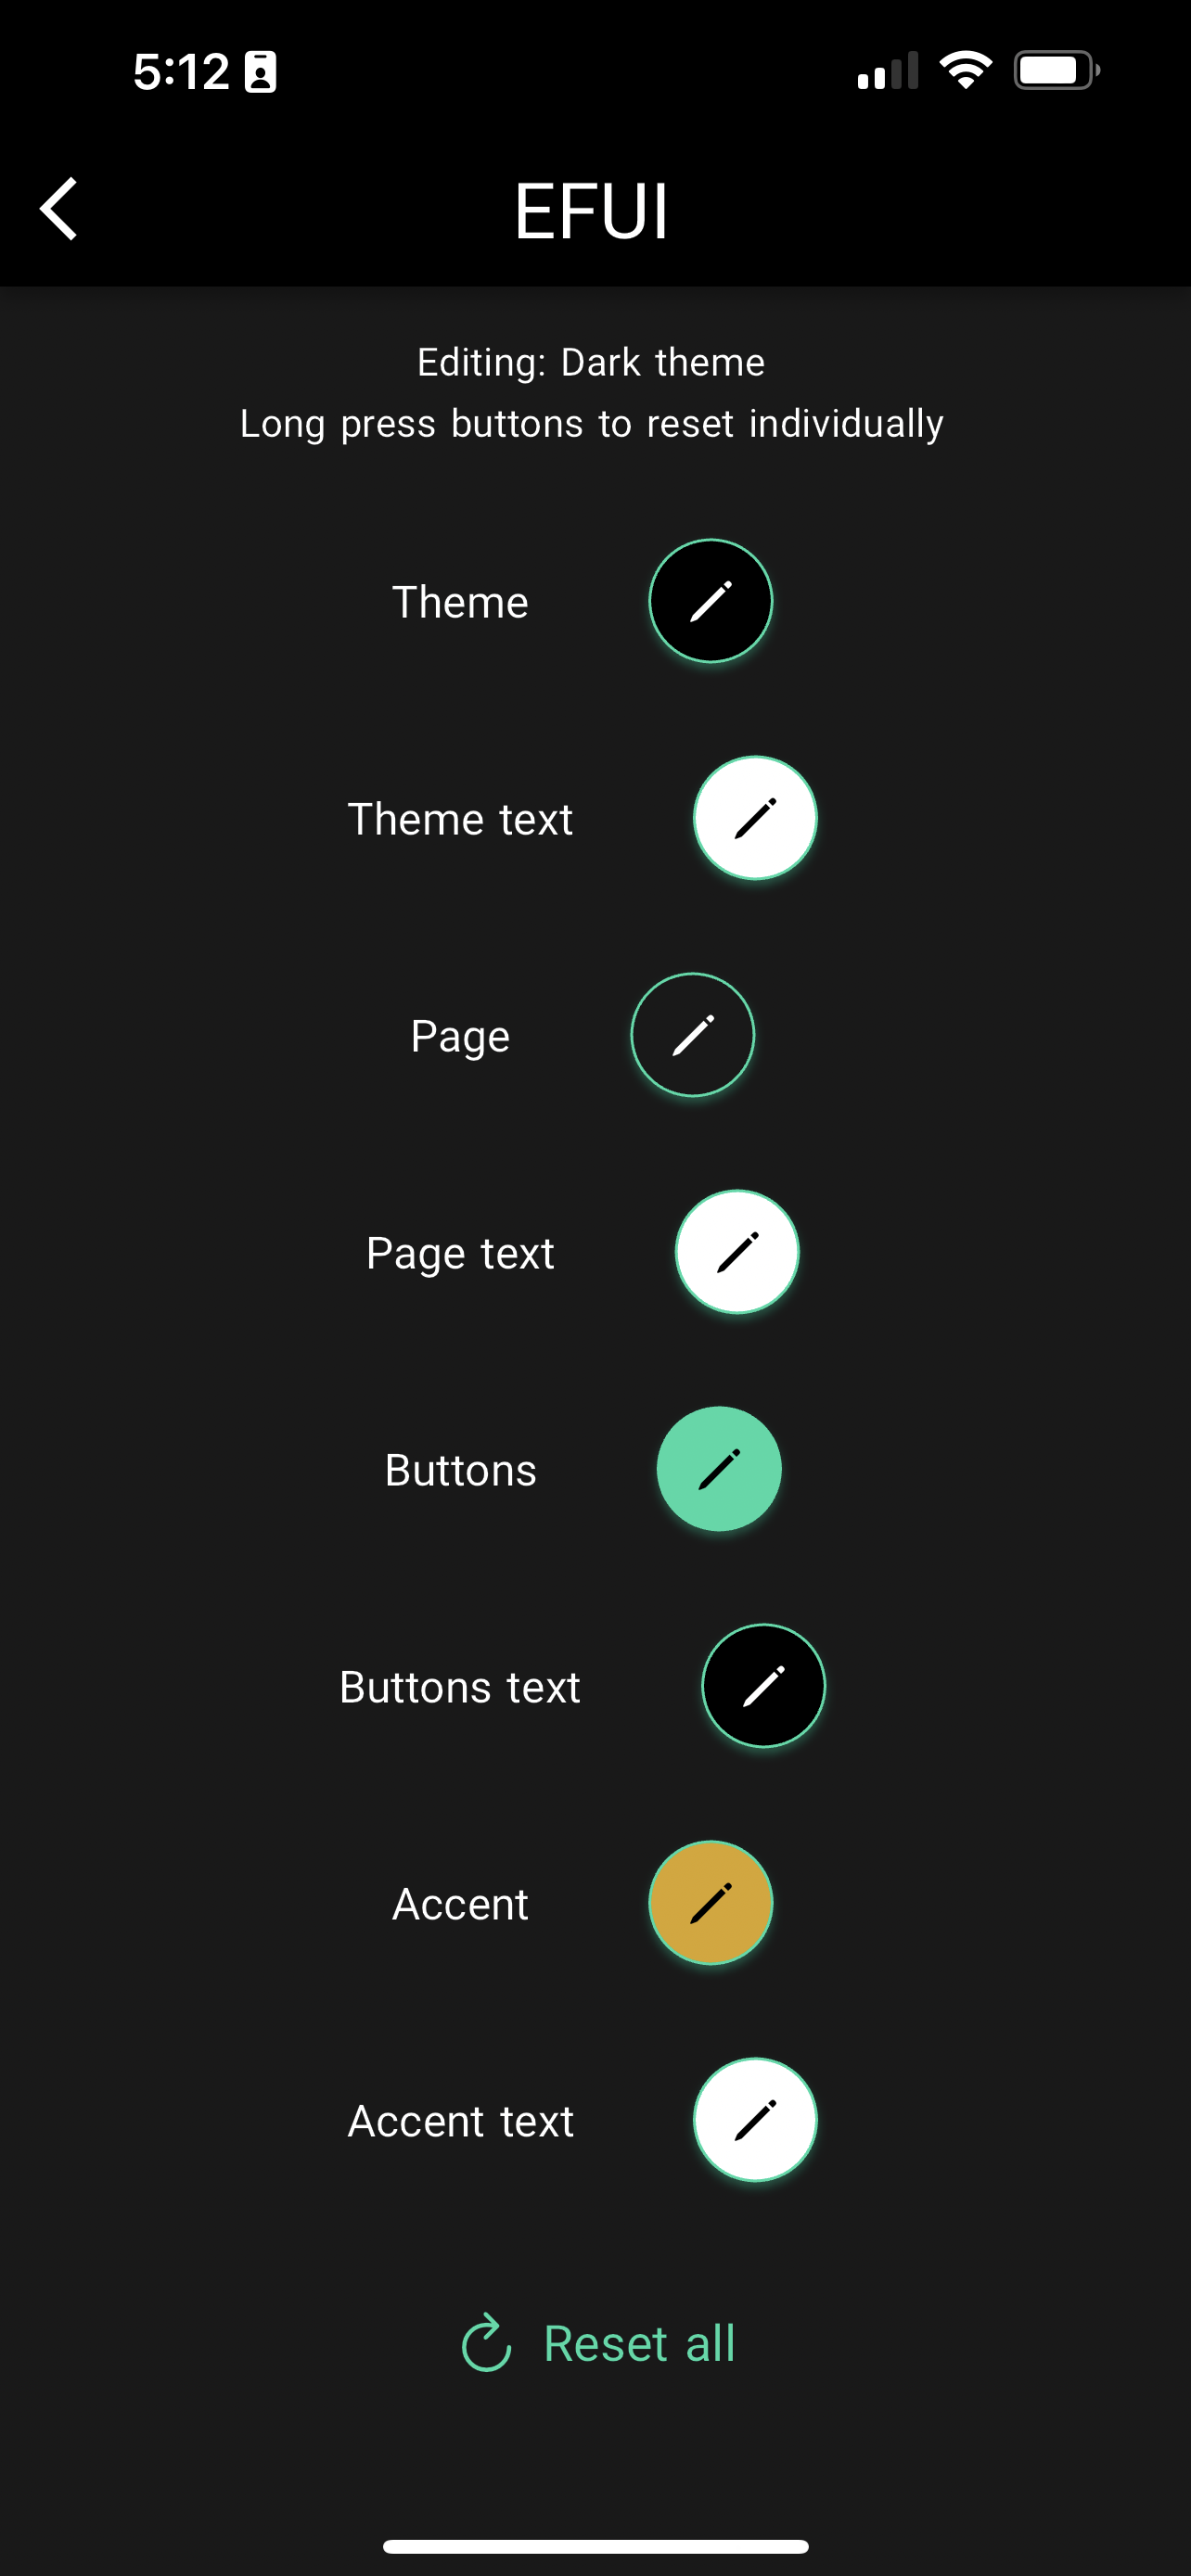 5:12
EFUI
Editing: Dark theme
Long press buttons to reset individually
Theme
Theme text
Page
Page text
Buttons
Buttons text
Accent
Accent text
Reset all